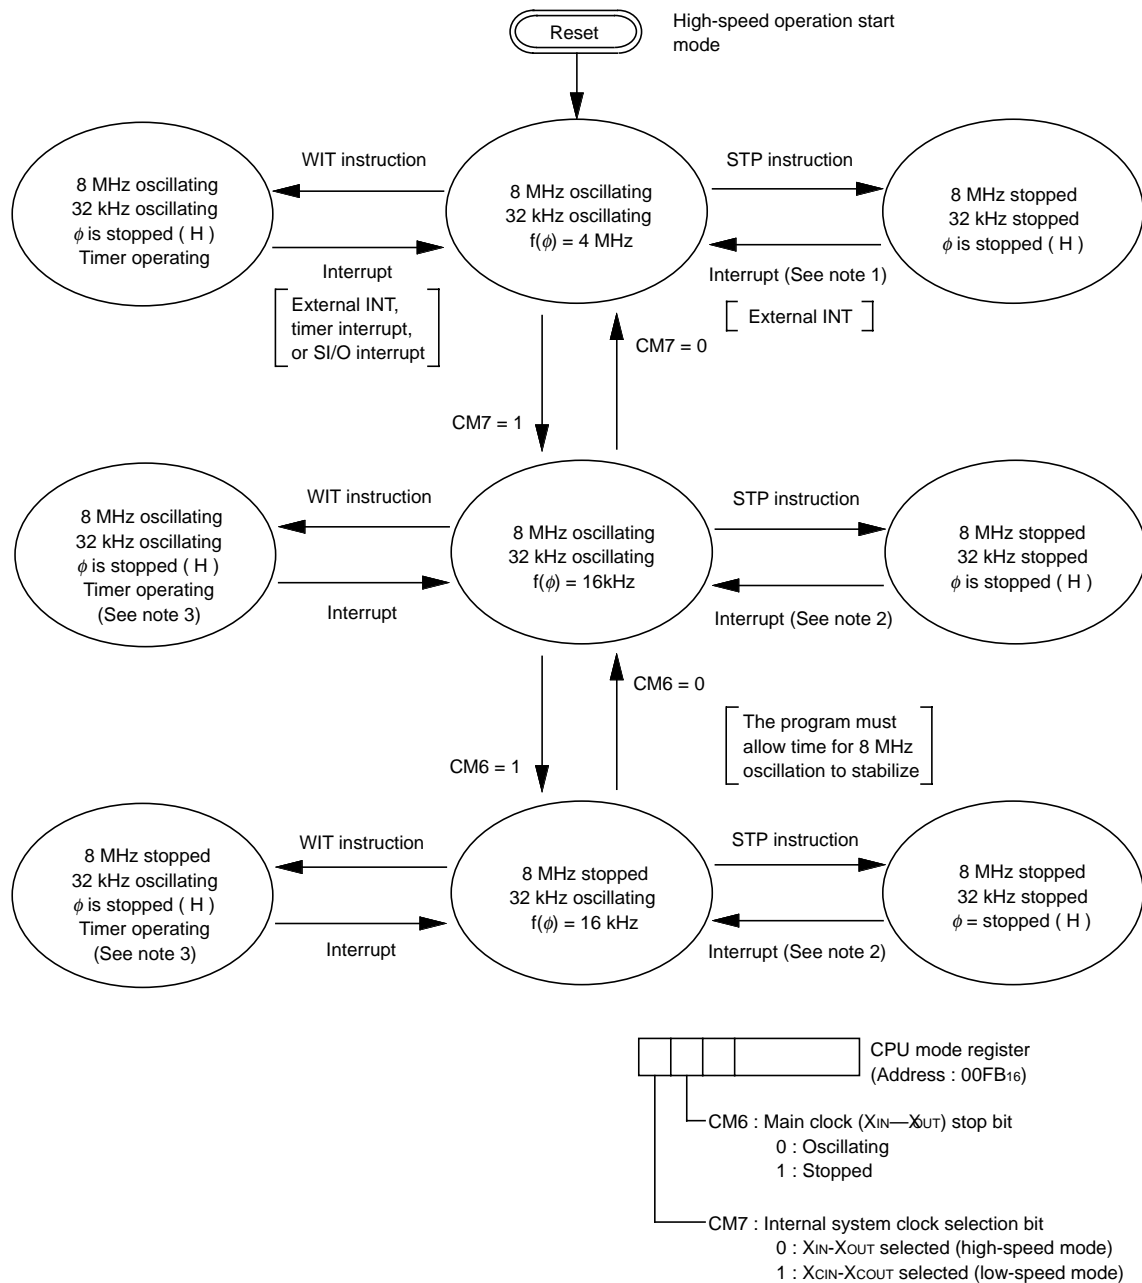 Reset
High-speed operation start
mode
WIT instruction
STP instruction
8 MHz oscillating
32 kHz oscillating
ϕ is stopped ( H )
Timer operating
8 MHz oscillating
32 kHz oscillating
f(ϕ) = 4 MHz
8 MHz stopped
32 kHz stopped
ϕ is stopped ( H )
Interrupt
External INT,
timer interrupt,
or SI/O interrupt
Interrupt (See note 1)
External INT
CM7 = 0
CM7 = 1
WIT instruction
STP instruction
8 MHz oscillating
32 kHz oscillating
ϕ is stopped ( H )
Timer operating
(See note 3)
8 MHz oscillating
32 kHz oscillating
f(ϕ) = 16kHz
8 MHz stopped
32 kHz stopped
ϕ is stopped ( H )
Interrupt
Interrupt (See note 2)
CM6 = 0
The program must
allow time for 8 MHz
oscillation to stabilize
CM6 = 1
WIT instruction
STP instruction
8 MHz stopped
32 kHz oscillating
ϕ is stopped ( H )
Timer operating
(See note 3)
8 MHz stopped
32 kHz oscillating
f(ϕ) = 16 kHz
8 MHz stopped
32 kHz stopped
ϕ = stopped ( H )
Interrupt
Interrupt (See note 2)
CPU mode register
(Address : 00FB16)
CM6 : Main clock (XIN—XOUT) stop bit
0 : Oscillating
1 : Stopped
CM7 : Internal system clock selection bit
0 : XIN-XOUT selected (high-speed mode)
1 : XCIN-XCOUT selected (low-speed mode)